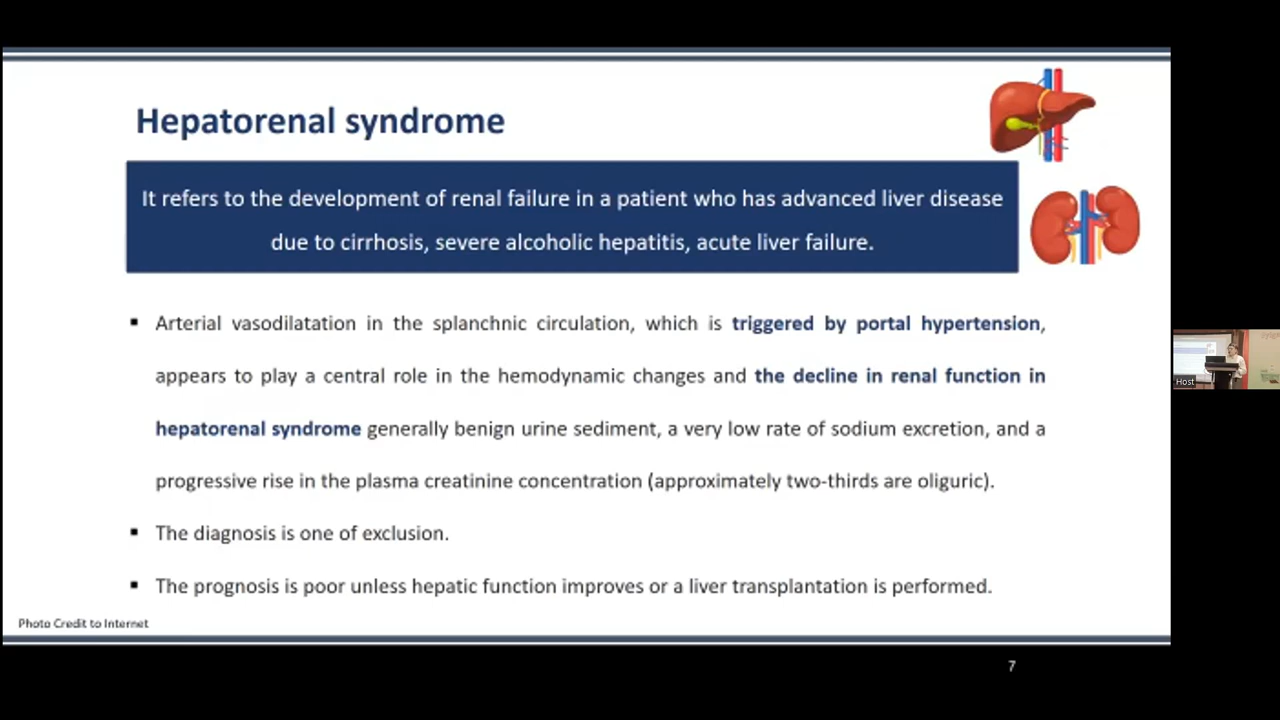 Hepatorenal syndrome
It refers to the development of renal failure in a patient who has advanced liver disease
due to cirrhosis, severe alcoholic hepatitis, acute liver failure.
▪ Arterial vasodilatation in the splanchnic circulation, which is triggered by portal hypertension,
appears to play a central role in the hemodynamic changes and the decline in renal function in
hepatorenal syndrome generally benign urine sediment, a very low rate of sodium excretion, and a
progressive rise in the plasma creatinine concentration (approximately two-thirds are oliguric).
▪ The diagnosis is one of exclusion.
▪ The prognosis is poor unless hepatic function improves or a liver transplantation is performed.
Photo Credit to Internet
7
Host